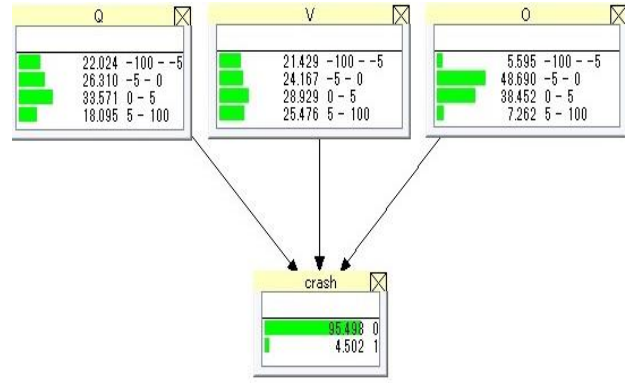 Q
22.024 -100 - -5
26.310 -5 - 0
33.571 0 - 5
18.095 5 - 100
V
21.429 -100 - -5
24.167 -5 - 0
28.929 0 - 5
25.476 5 - 100
O
5.595 -100 - -5
48.690 -5 - 0
38.452 0 - 5
7.262 5 - 100
crash
95.498 0
4.502 1